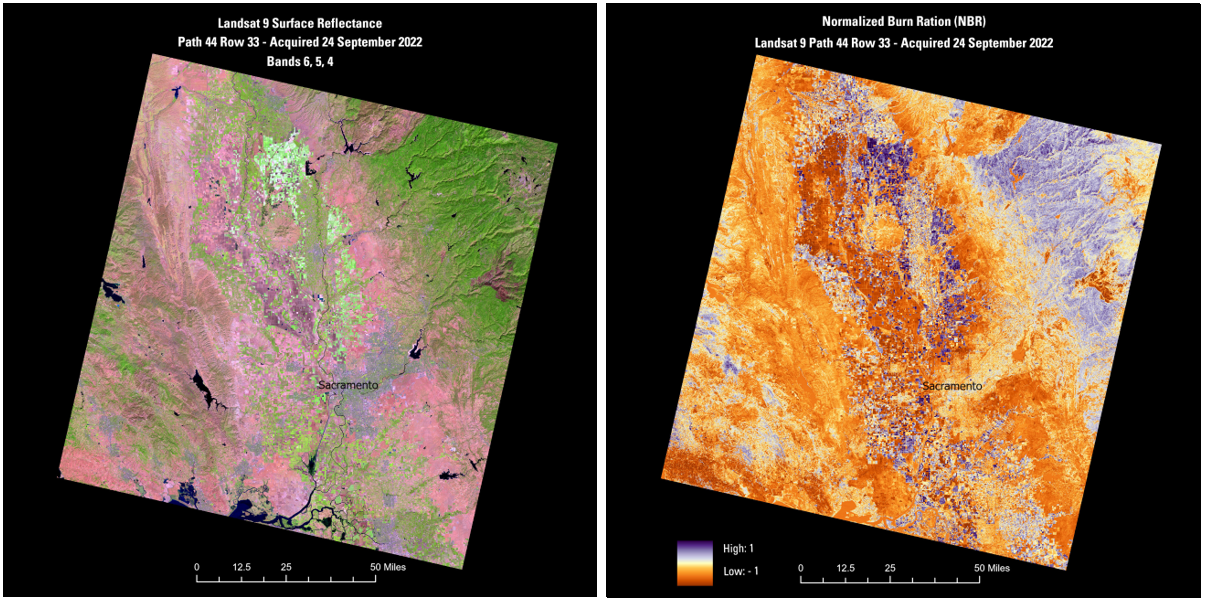 Landsat 9 Surface Reflectance
Path 44 Row 33 - Acquired 24 September 2022
Bands 6, 5, 4
Sacramento
0 12.5 25 50 Miles
Normalized Burn Ration (NBR)
Landsat 9 Path 44 Row 33 - Acquired 24 September 2022
Sacramento
High: 1
Low: - 1
0 12.5 25 50 Miles